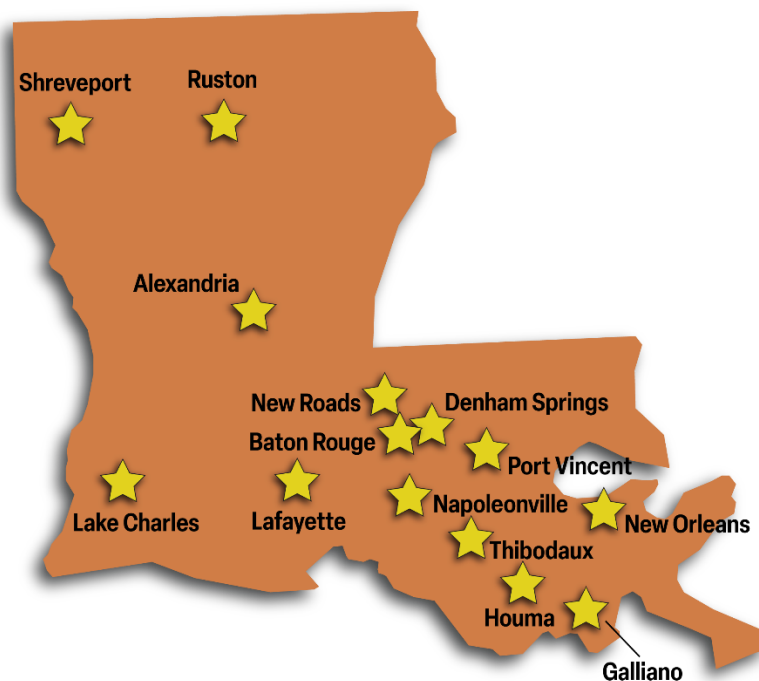 Shreveport
Ruston
Alexandria
New Roads
Denham Springs
Baton Rouge
Port Vincent
Lake Charles
Lafayette
Napoleonville
New Orleans
Thibodaux
Houma
Galliano